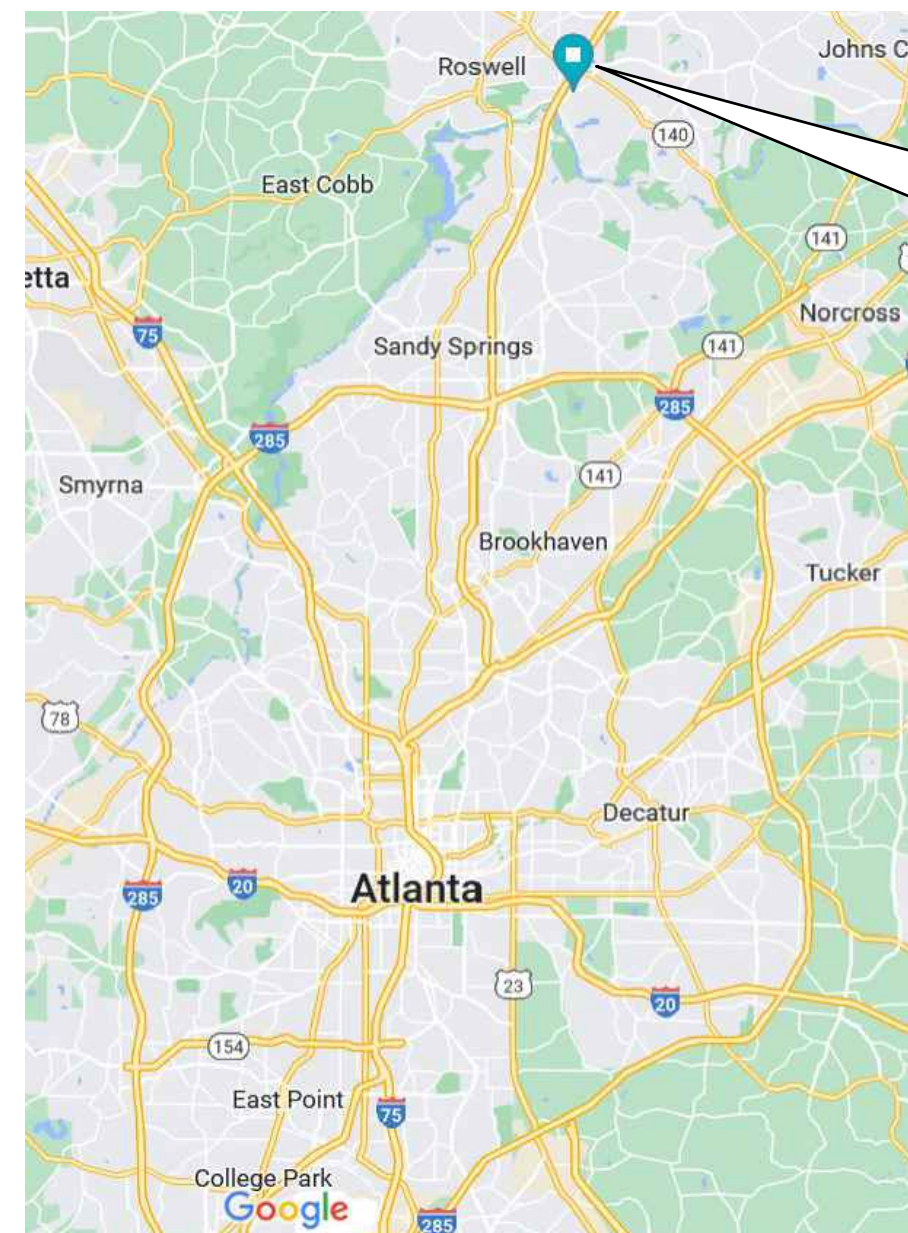 Johns C
Roswell
140
East Cobb
141
etta
Norcross
75
Sandy Springs
141
285
285
141
Smyrna
Brookhaven
Tucker
78
Decatur
20
Atlanta
285
23
20
154
East Point
75
College Park
Google
285